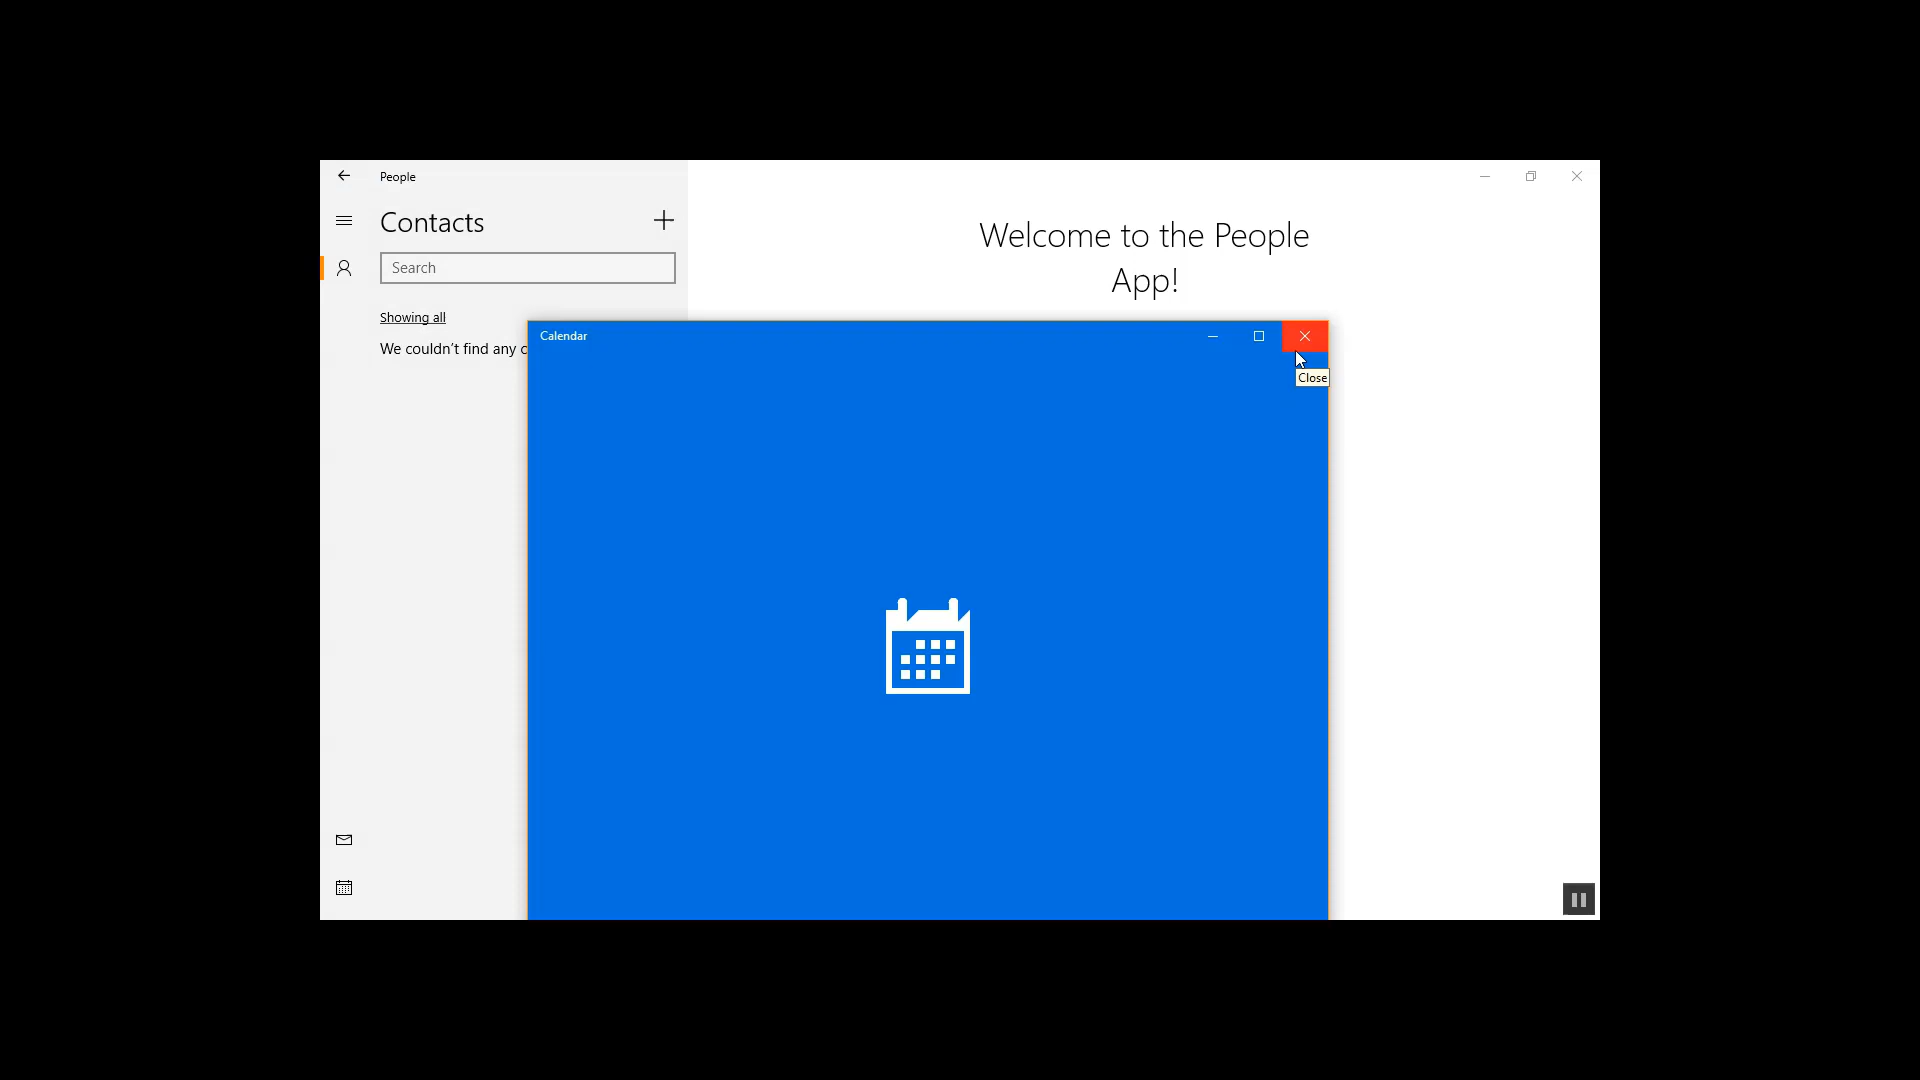 People
Contacts
Search
Showing all
We couldn't find any
Welcome to the People
App!
Calendar
Close